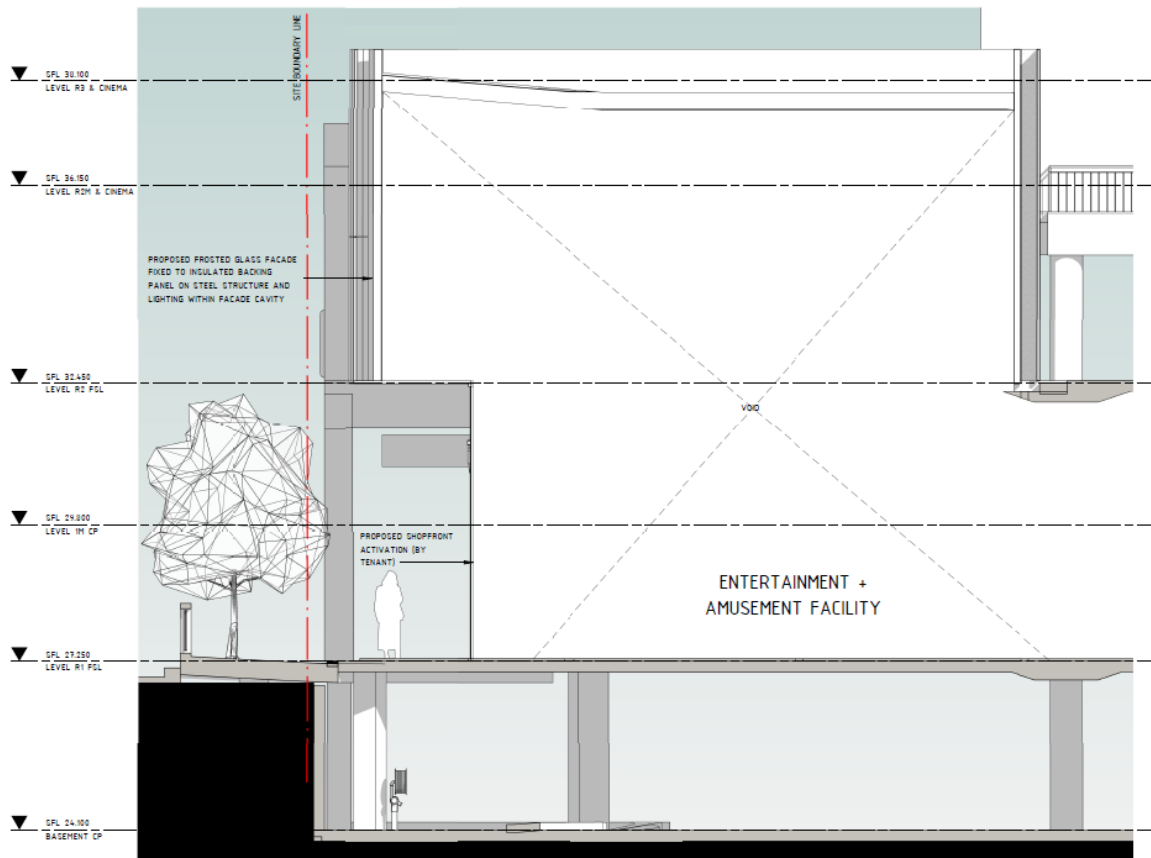 SITE BOUNDARY LINE
SFL 38.100
LEVEL R3 & CINEMA
SFL 36.150
LEVEL R2M & CINEMA
PROPOSED FROSTED GLASS FACADE
FIXED TO INSULATED BACKING
PANEL ON STEEL STRUCTURE AND
LIGHTING WITHIN FACADE CAVITY
SFL 32.450
LEVEL R2 FSL
VOID
SFL 29.800
LEVEL 1M CP
PROPOSED SHOPFRONT
ACTIVATION (BY
TENANT)
ENTERTAINMENT +
AMUSEMENT FACILITY
SFL 27.250
LEVEL R1 FSL
SFL 24.100
BASEMENT CP